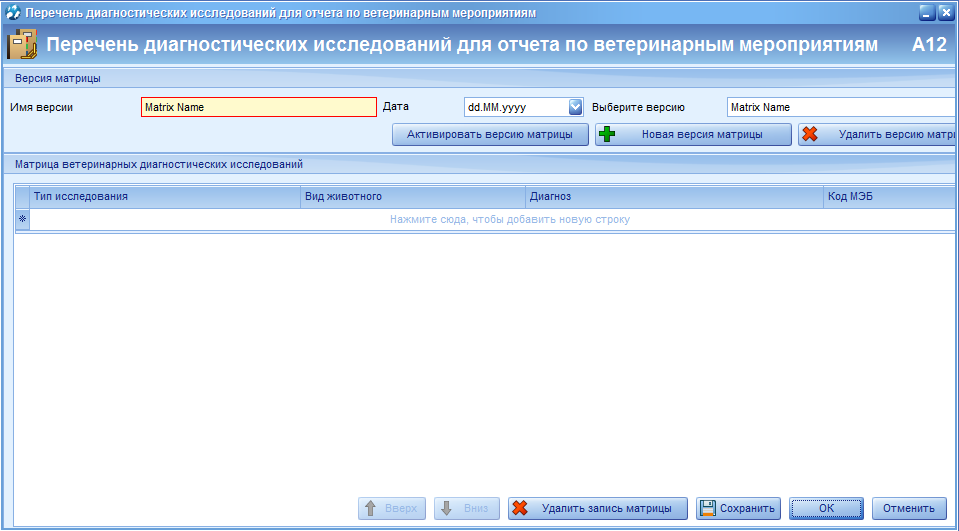 Перечень диагностических исследований для отчета по ветеринарным мероприятиям
Перечень диагностических исследований для отчета по ветеринарным мероприятиям A12
Версия матрицы
Имя версии Matrix Name Дата dd.MM.yyyy Выберите версию Matrix Name
Активировать версию матрицы Новая версия матрицы Удалить версию матри
Матрица ветеринарных диагностических исследований
Тип исследования Вид животного Диагноз Код МЭБ
Нажмите сюда, чтобы добавить новую строку
Вверх Вниз Удалить запись матрицы Сохранить OK Отменить